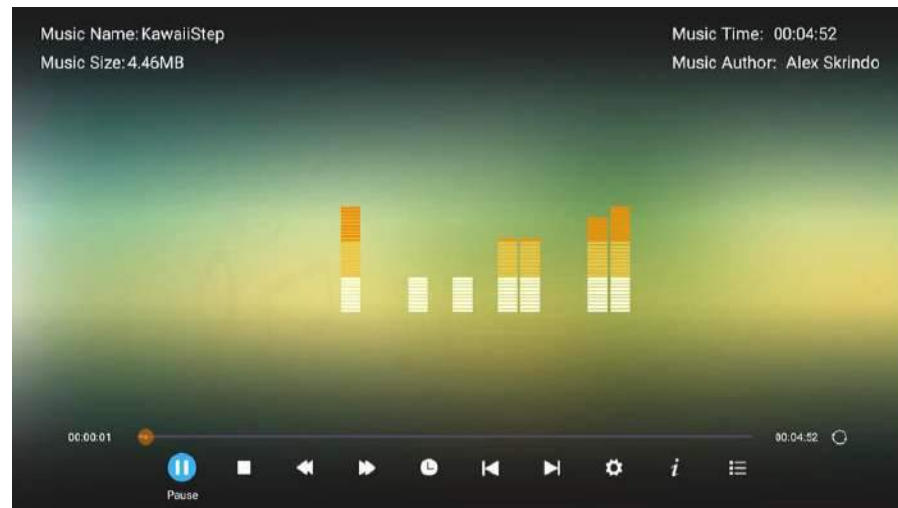 Music Name: KawaiiStep
Music Size: 4.46MB
Music Time: 00:04:52
Music Author: Alex Skrindo
00:00:01
00:04:52
Pause